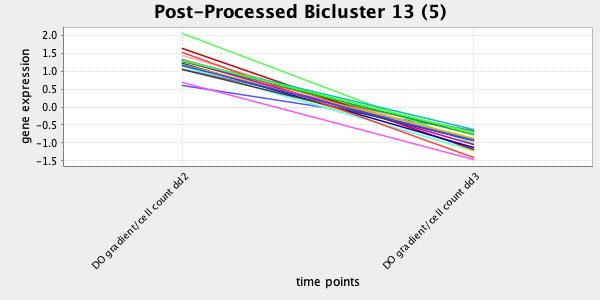 Post-Processed Bicluster 13 (5)
gene expression
2.0
1.5
1.0
0.5
0.0
-0.5
-1.0
-1.5
DO gradient/cell count dd2
DO gradient/cell count dd3
time points